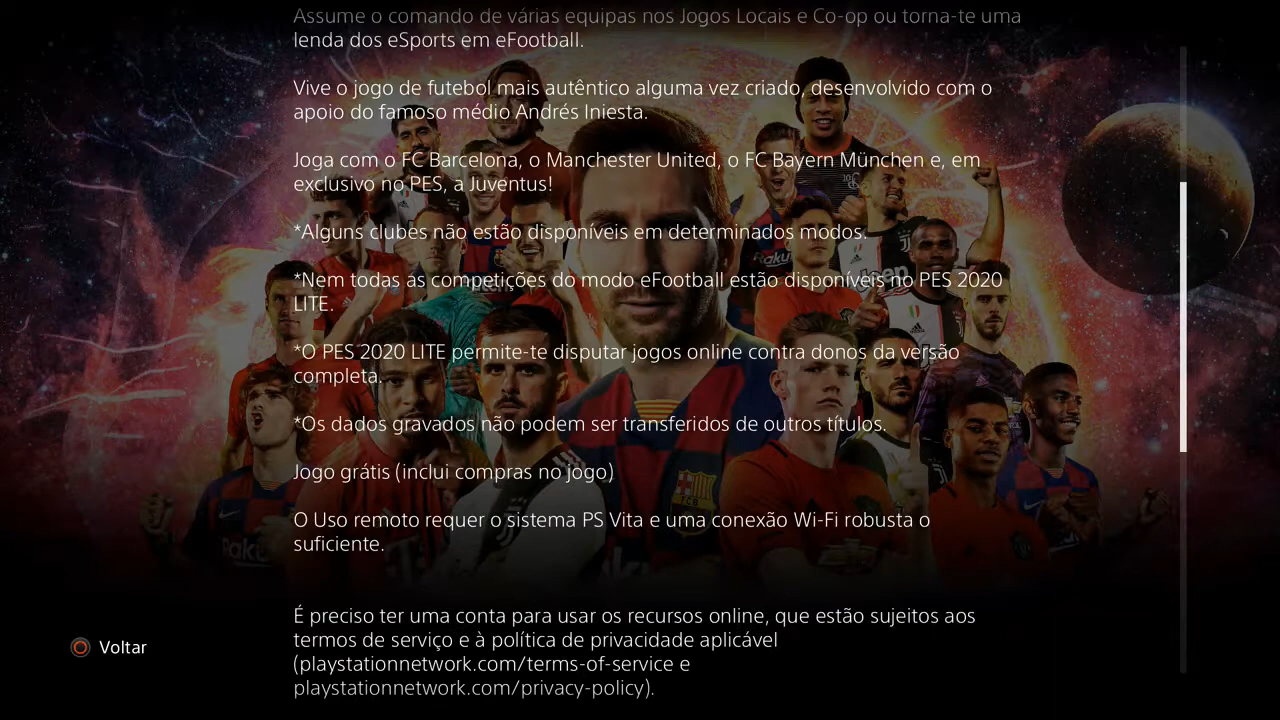 Assume o comando de várias equipas nos Jogos Locais e Co-op ou torna-te uma
lenda dos eSports em eFootball.
Vive o jogo de futebol mais autêntico alguma vez criado, desenvolvido com o
apoio do famoso médio Andrés Iniesta.
Joga com o FC Barcelona, o Manchester United, o FC Bayern München e, em
exclusivo no PES, a Juventus!
*Alguns clubes não estão disponíveis em determinados modos.
*Nem todas as competições do modo eFootball estão disponíveis no PES 2020
LITE.
*O PES 2020 LITE permite-te disputar jogos online contra donos da versão
completa.
*Os dados gravados não podem ser transferidos de outros títulos.
Jogo grátis (inclui compras no jogo)
O Uso remoto requer o sistema PS Vita e uma conexão Wi-Fi robusta o
suficiente.
É preciso ter uma conta para usar os recursos online, que estão sujeitos aos
termos de serviço e à política de privacidade aplicável
(playstationnetwork.com/terms-of-service e
playstationnetwork.com/privacy-policy).
Voltar